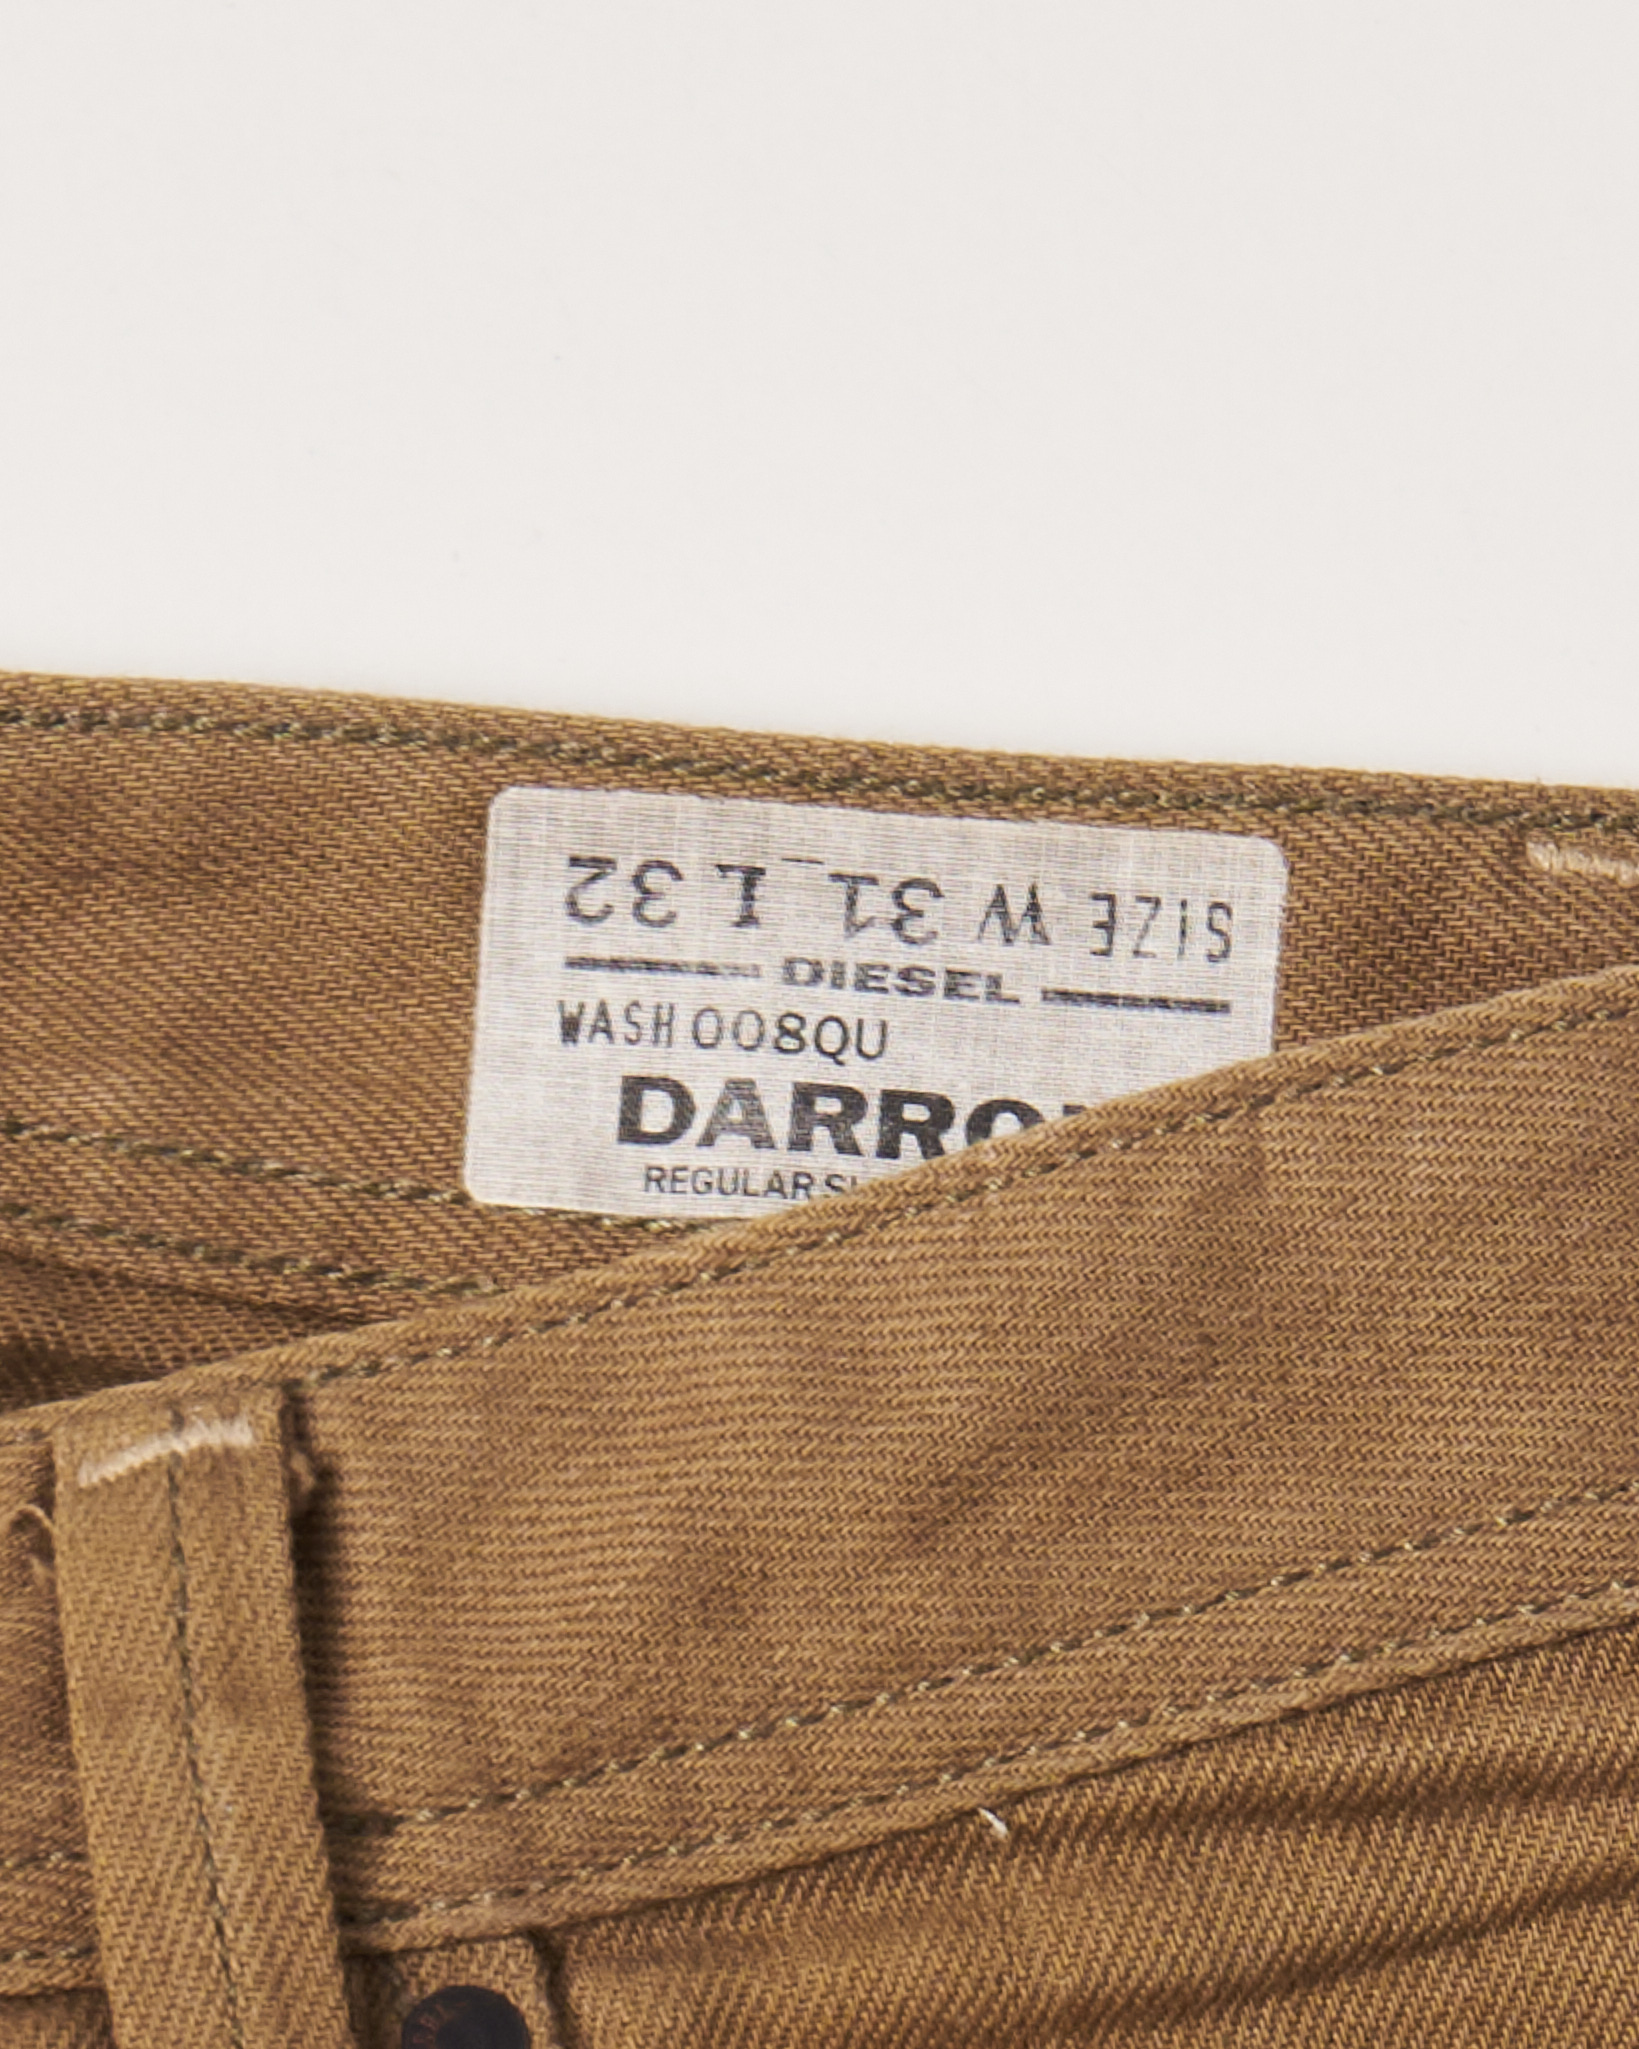 SIZE W 31 L 32
DIESEL
WASH 008QU
DARRO
REGULAR